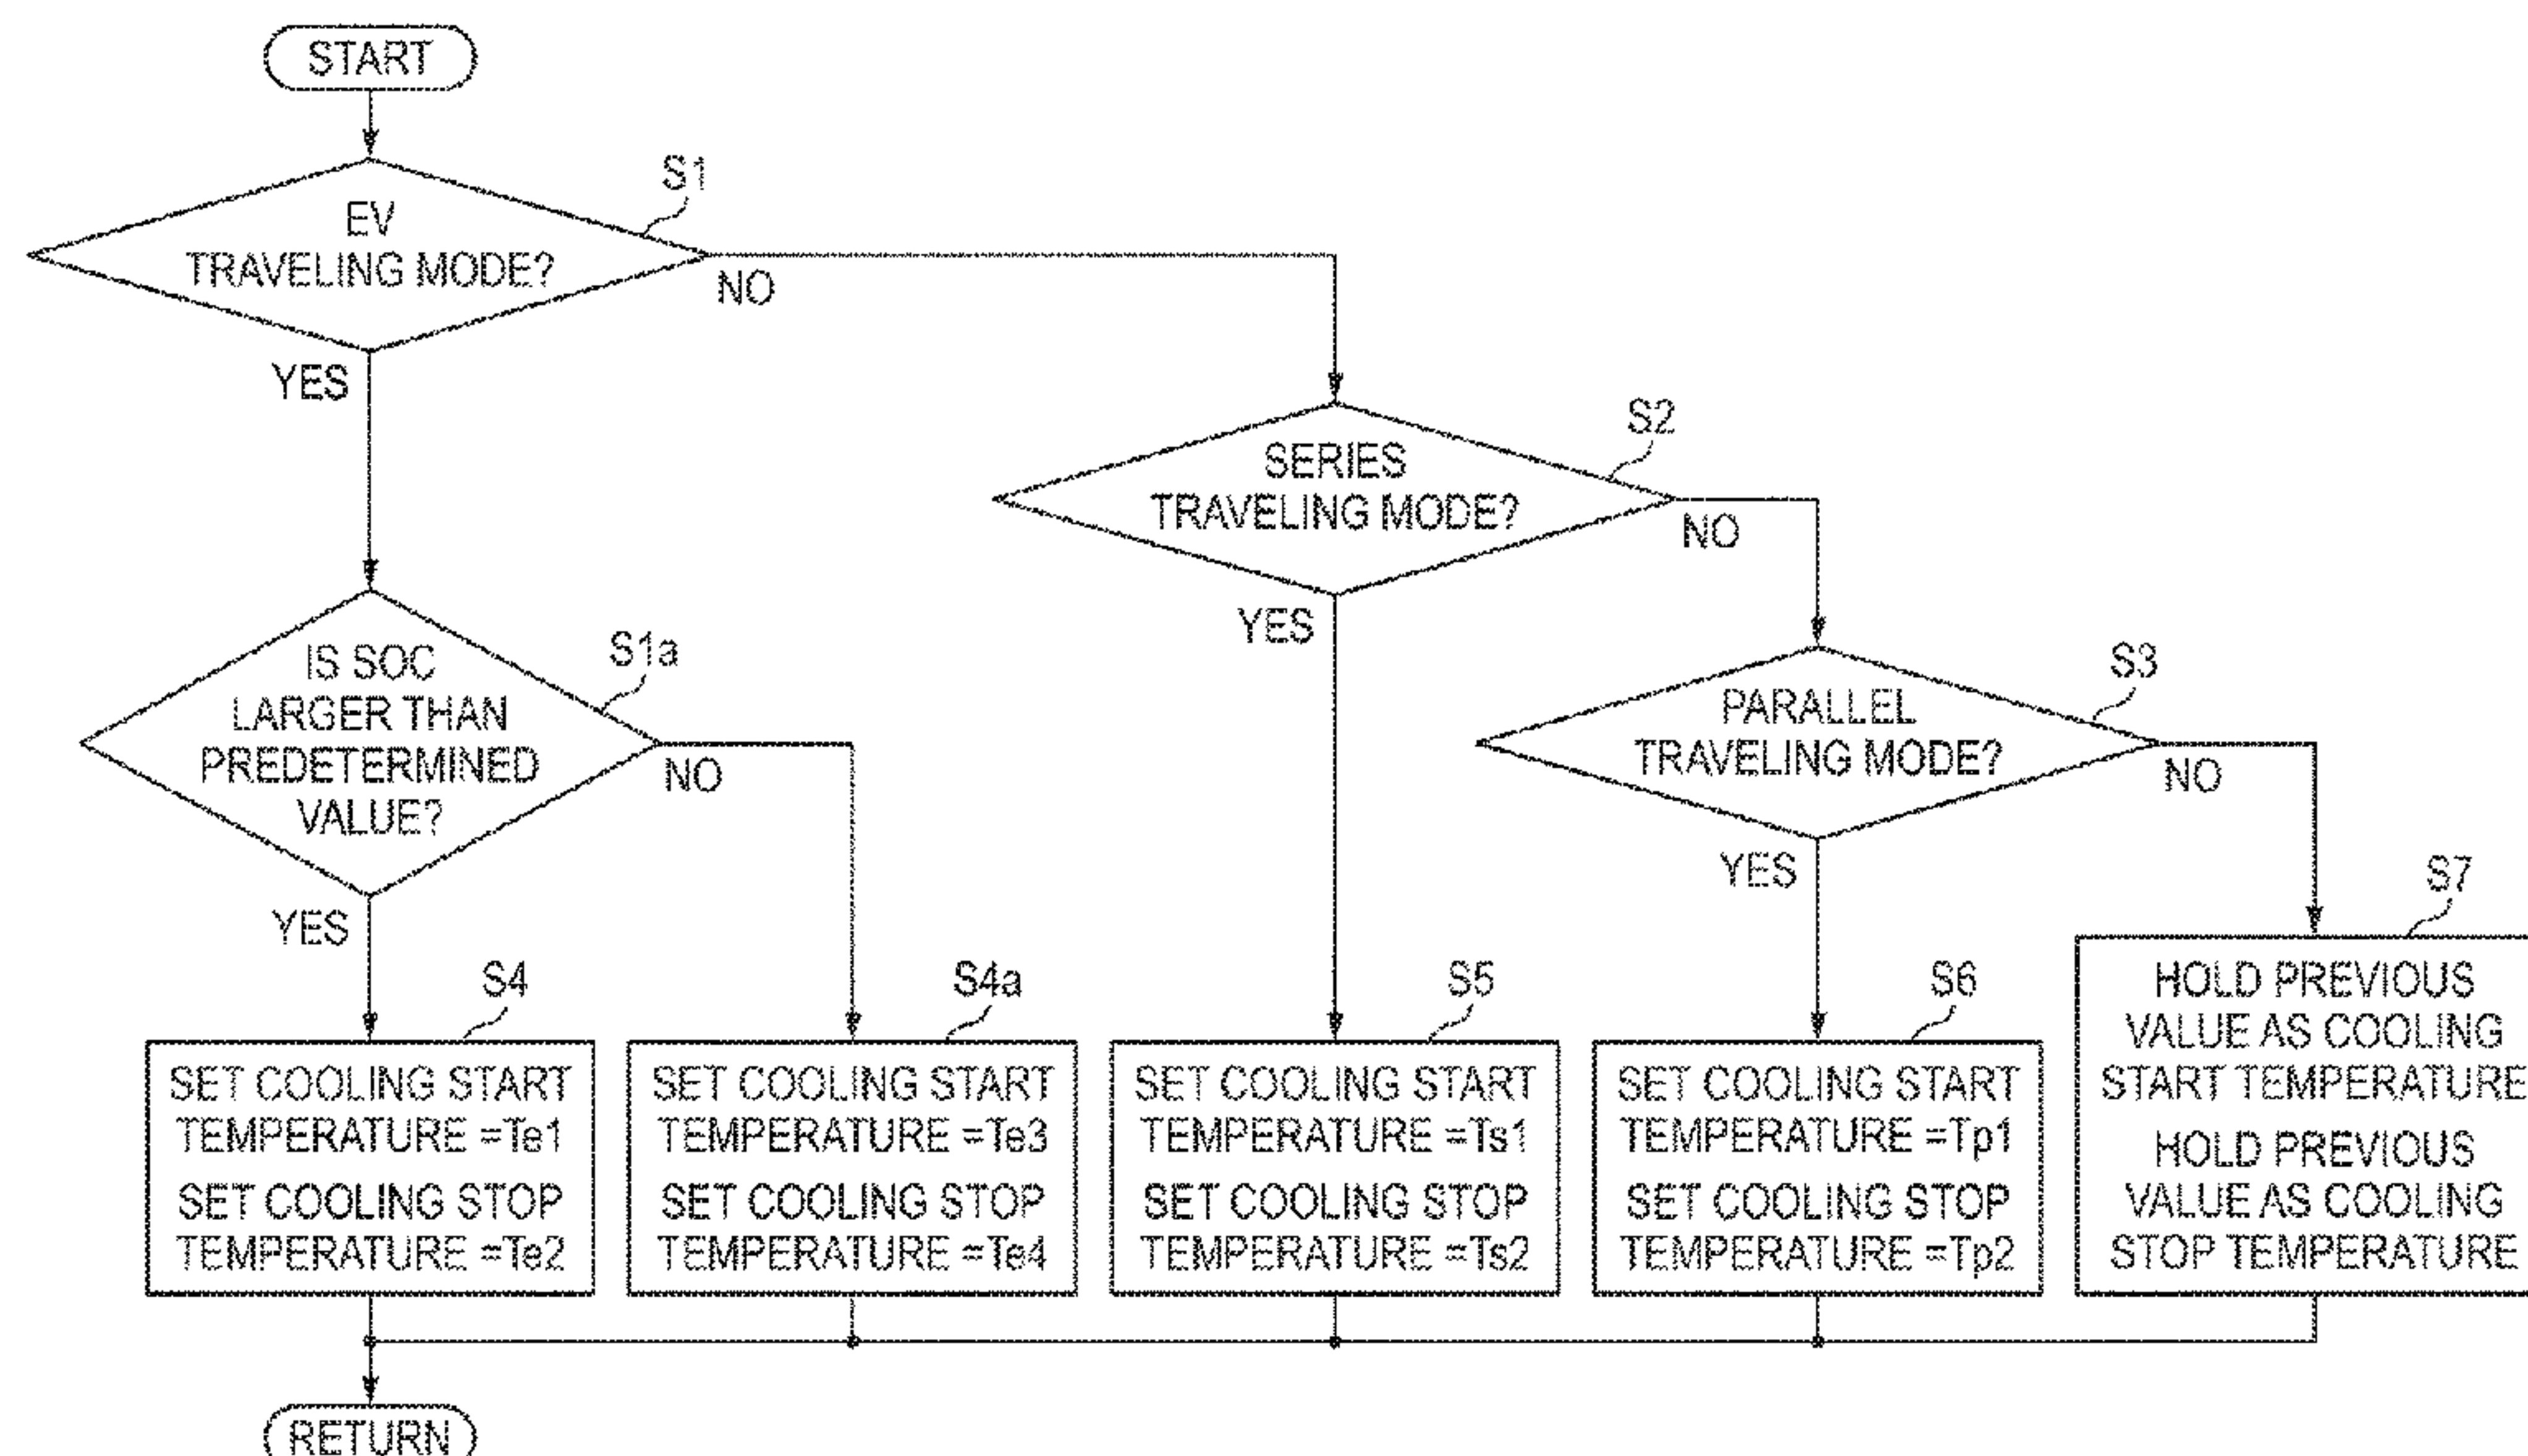 START
S1
EV
TRAVELING MODE?
NO
YES
S2
SERIES
TRAVELING MODE?
NO
YES
S1a
IS SOC
LARGER THAN
PREDETERMINED
VALUE?
NO
YES
S3
PARALLEL
TRAVELING MODE?
NO
YES
S4
SET COOLING START
TEMPERATURE =Te1
SET COOLING STOP
TEMPERATURE =Te2
S4a
SET COOLING START
TEMPERATURE =Te3
SET COOLING STOP
TEMPERATURE =Te4
S5
SET COOLING START
TEMPERATURE =Ts1
SET COOLING STOP
TEMPERATURE =Ts2
S6
SET COOLING START
TEMPERATURE =Tp1
SET COOLING STOP
TEMPERATURE =Tp2
S7
HOLD PREVIOUS
VALUE AS COOLING
START TEMPERATURE
HOLD PREVIOUS
VALUE AS COOLING
STOP TEMPERATURE
RETURN